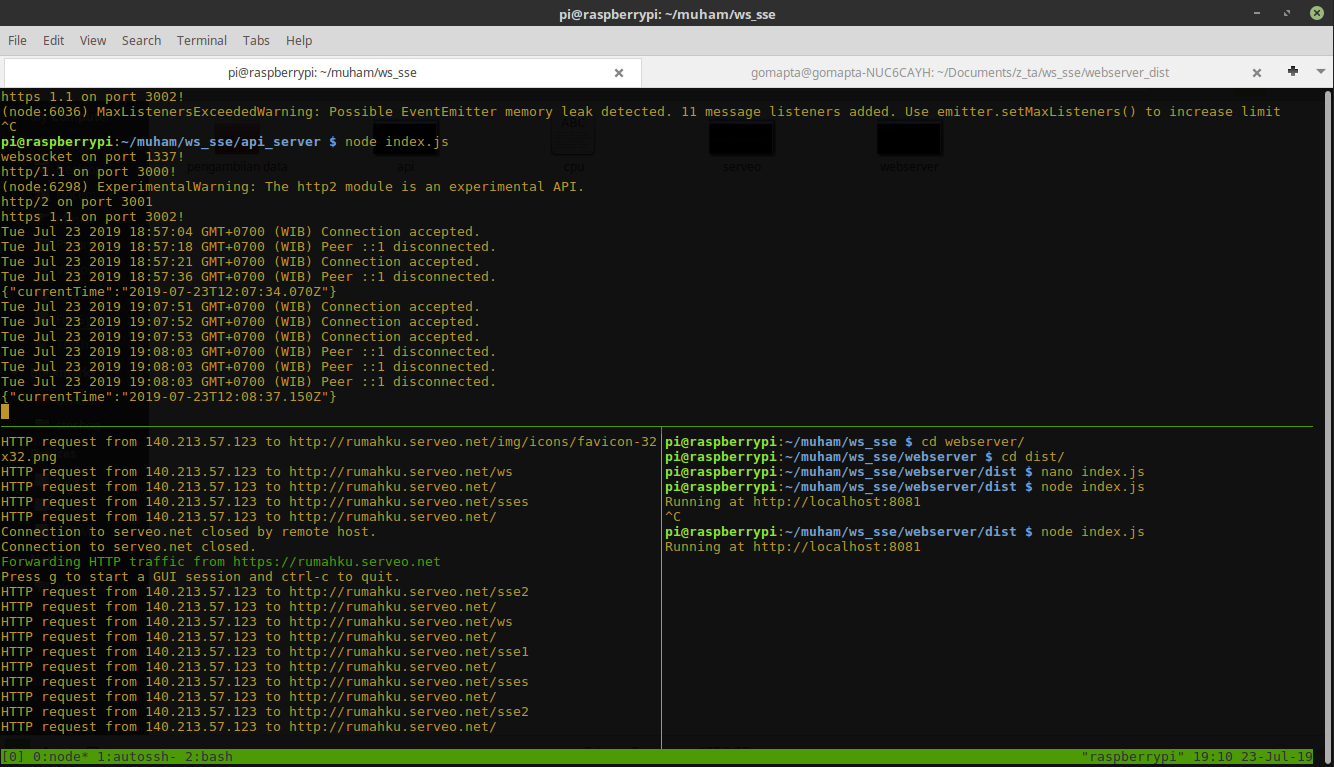 pi@raspberrypi: ~/muham/ws_sse
File Edit View Search Terminal Tabs Help
pi@raspberrypi: ~/muham/ws_sse
gomapta@gomapta-NUC6CAYH: ~/Documents/z_ta/ws_sse/webserver_dist
https 1.1 on port 3002!
(node:6036) MaxListenersExceededWarning: Possible EventEmitter memory leak detected. 11 message listeners added. Use emitter.setMaxListeners() to increase limit
^C
pi@raspberrypi:~/muham/ws_sse/api_server $ node index.js
websocket on port 1337!
pengambilan data
api
cpu
serveo
webserver
http/1.1 on port 3000!
(node:6298) ExperimentalWarning: The http2 module is an experimental API.
http/2 on port 3001
https 1.1 on port 3002!
Tue Jul 23 2019 18:57:04 GMT+0700 (WIB) Connection accepted.
Tue Jul 23 2019 18:57:18 GMT+0700 (WIB) Peer ::1 disconnected.
Tue Jul 23 2019 18:57:21 GMT+0700 (WIB) Connection accepted.
Tue Jul 23 2019 18:57:36 GMT+0700 (WIB) Peer ::1 disconnected.
{"currentTime":"2019-07-23T12:07:34.070Z"}
Tue Jul 23 2019 19:07:51 GMT+0700 (WIB) Connection accepted.
Tue Jul 23 2019 19:07:52 GMT+0700 (WIB) Connection accepted.
Tue Jul 23 2019 19:07:53 GMT+0700 (WIB) Connection accepted.
Tue Jul 23 2019 19:08:03 GMT+0700 (WIB) Peer ::1 disconnected.
Tue Jul 23 2019 19:08:03 GMT+0700 (WIB) Peer ::1 disconnected.
Tue Jul 23 2019 19:08:03 GMT+0700 (WIB) Peer ::1 disconnected.
{"currentTime":"2019-07-23T12:08:37.150Z"}
HTTP request from 140.213.57.123 to http://rumahku.serveo.net/img/icons/favicon-32
x32.png
HTTP request from 140.213.57.123 to http://rumahku.serveo.net/ws
HTTP request from 140.213.57.123 to http://rumahku.serveo.net/
HTTP request from 140.213.57.123 to http://rumahku.serveo.net/sses
HTTP request from 140.213.57.123 to http://rumahku.serveo.net/
Connection to serveo.net closed by remote host.
Connection to serveo.net closed.
Forwarding HTTP traffic from https://rumahku.serveo.net
Press g to start a GUI session and ctrl-c to quit.
HTTP request from 140.213.57.123 to http://rumahku.serveo.net/sse2
HTTP request from 140.213.57.123 to http://rumahku.serveo.net/
HTTP request from 140.213.57.123 to http://rumahku.serveo.net/ws
HTTP request from 140.213.57.123 to http://rumahku.serveo.net/
HTTP request from 140.213.57.123 to http://rumahku.serveo.net/sse1
HTTP request from 140.213.57.123 to http://rumahku.serveo.net/
HTTP request from 140.213.57.123 to http://rumahku.serveo.net/sses
HTTP request from 140.213.57.123 to http://rumahku.serveo.net/
HTTP request from 140.213.57.123 to http://rumahku.serveo.net/sse2
HTTP request from 140.213.57.123 to http://rumahku.serveo.net/
pi@raspberrypi:~/muham/ws_sse $ cd webserver/
pi@raspberrypi:~/muham/ws_sse/webserver $ cd dist/
pi@raspberrypi:~/muham/ws_sse/webserver/dist $ nano index.js
pi@raspberrypi:~/muham/ws_sse/webserver/dist $ node index.js
Running at http://localhost:8081
^C
pi@raspberrypi:~/muham/ws_sse/webserver/dist $ node index.js
Running at http://localhost:8081
[0] 0:node* 1:autossh- 2:bash
"raspberrypi" 19:10 23-Jul-19